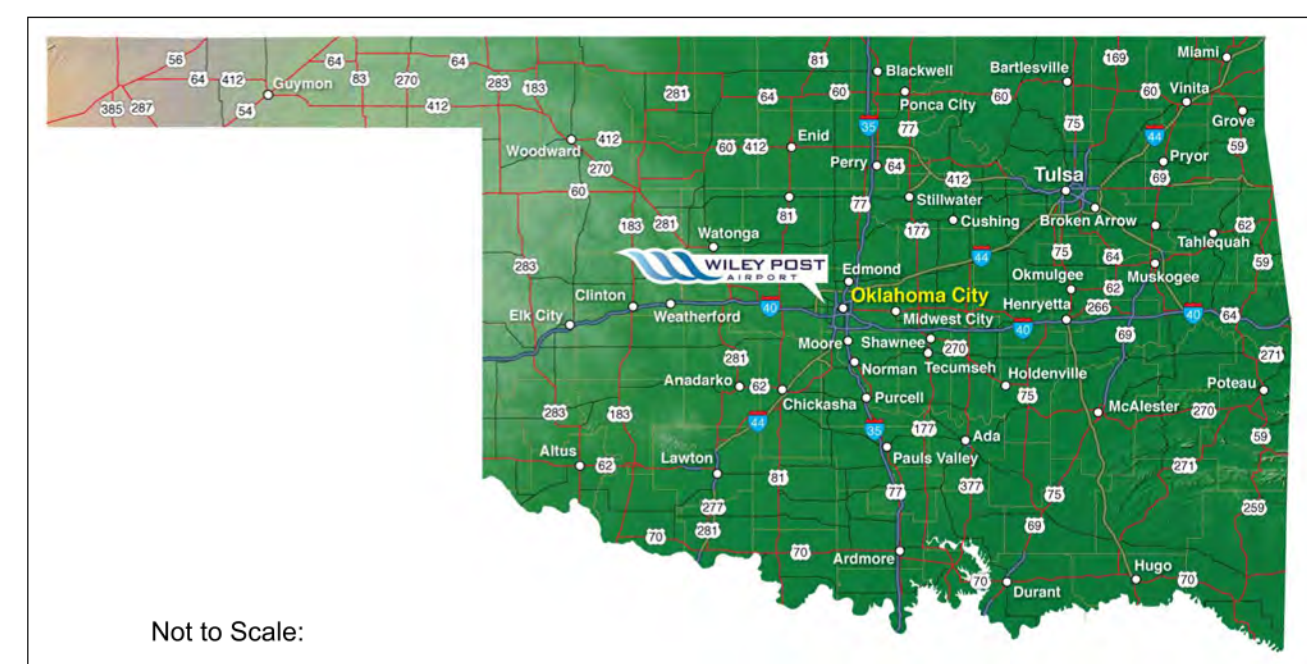 56
64
64
81
Miami
64
412
Guymon
83
270
283
183
281
Blackwell
Bartlesville
169
385
287
54
412
64
60
Ponca City
60
60
Vinita
Grove
35
77
75
44
59
Woodward
412
60
412
Enid
Perry
64
412
Pryor
69
270
60
Tulsa
183
281
81
77
Stillwater
177
Cushing
Broken Arrow
62
Watonga
Tahlequah
283
WILEY POST
AIRPORT
Edmond
44
75
64
Okmulgee
62
Muskogee
59
Clinton
Oklahoma City
Henryetta
266
Elk City
Weatherford
40
Midwest City
40
69
40
64
Moore
Shawnee
270
281
Norman
Tecumseh
Holdenville
271
Anadarko
62
Chickasha
Purcell
75
Poteau
283
183
44
35
177
Ada
McAlester
270
59
Altus
62
Lawton
81
Pauls Valley
271
277
77
377
75
259
281
69
70
70
Ardmore
70
Durant
Hugo
70
Not to Scale: